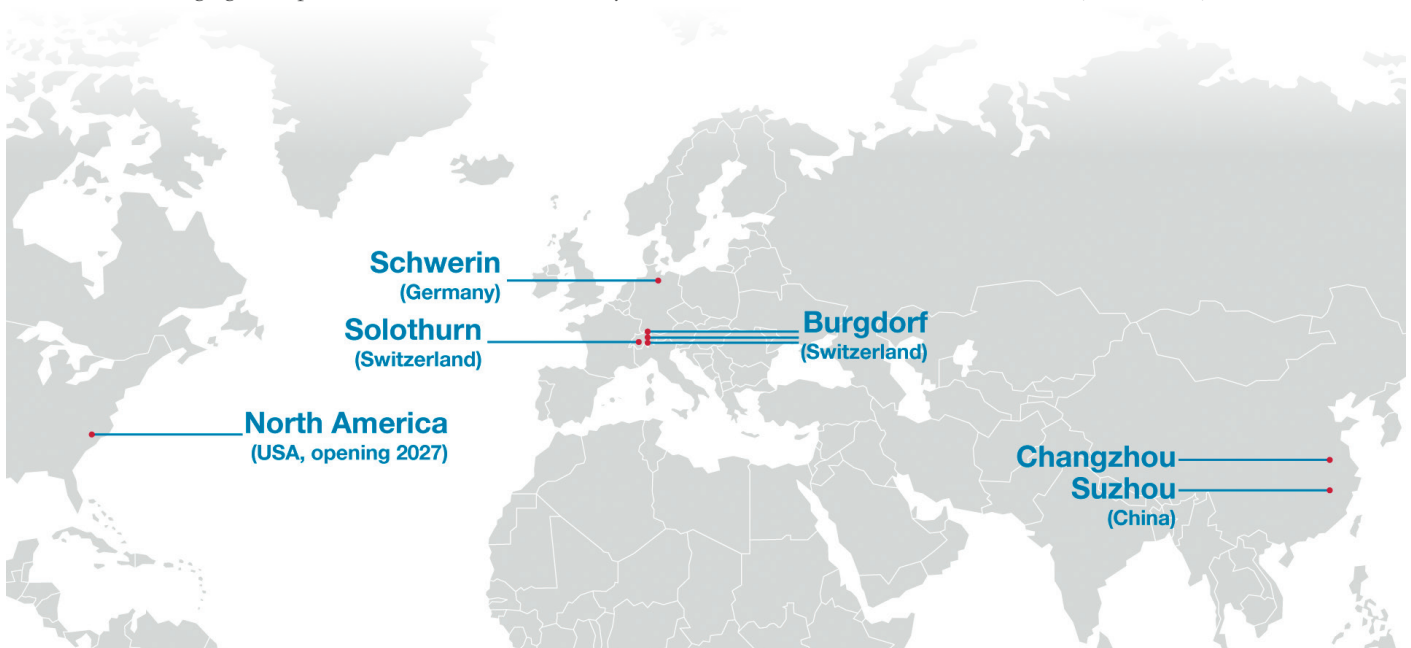 Schwerin
(Germany)
Solothurn
(Switzerland)
Burgdorf
(Switzerland)
North America
(USA, opening 2027)
Changzhou
Suzhou
(China)